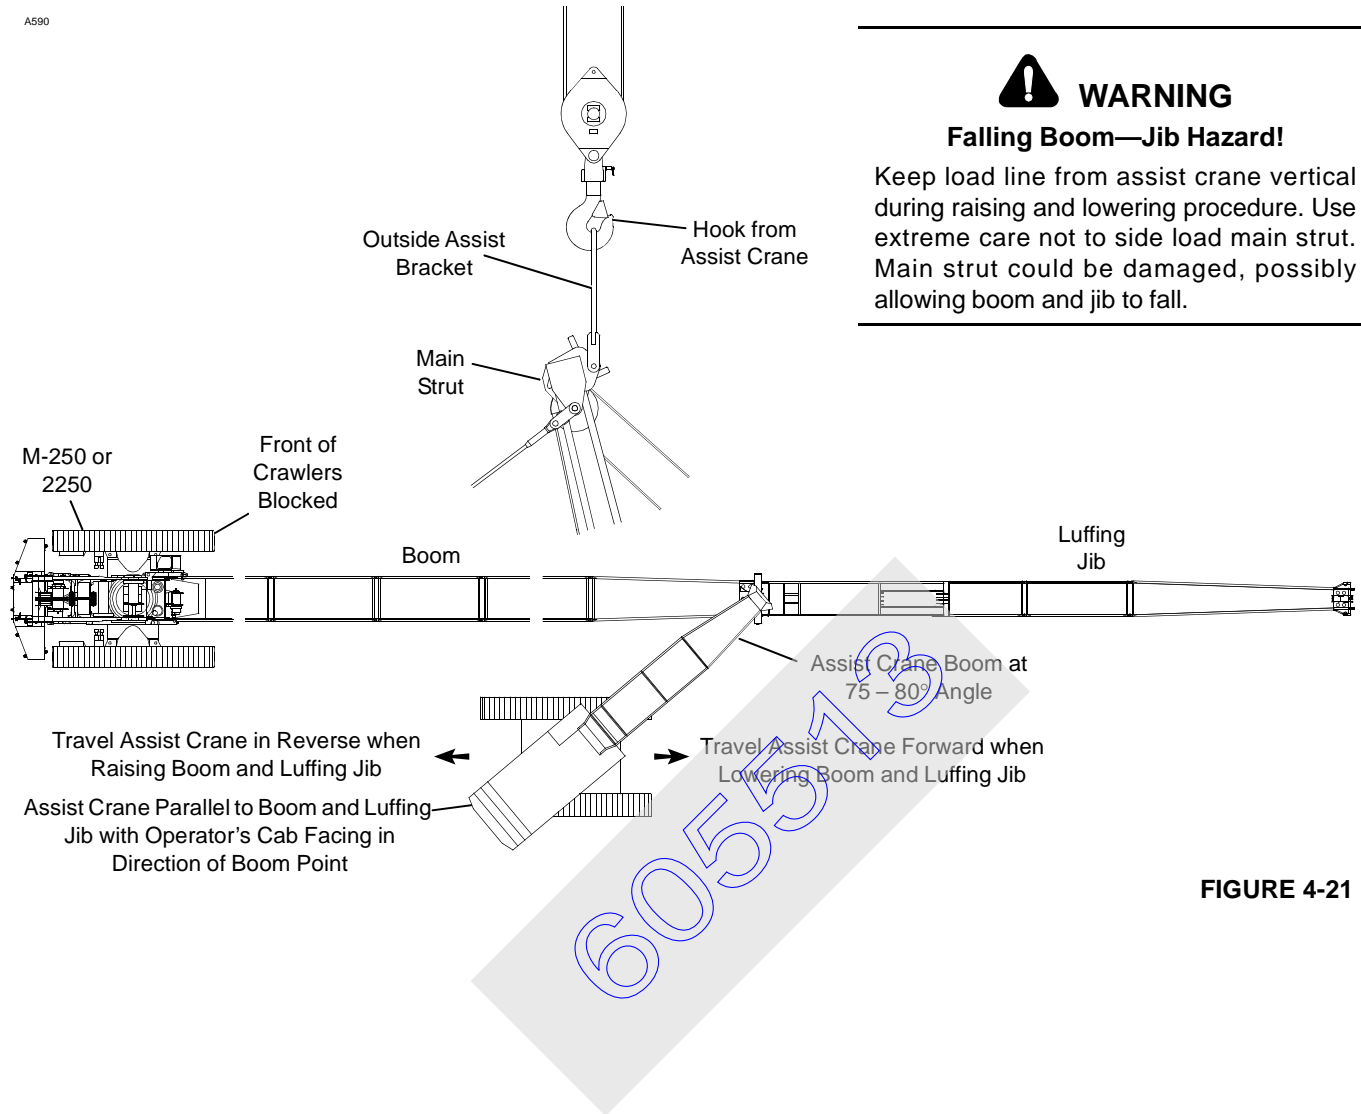 A590
WARNING
Falling Boom—Jib Hazard!
Keep load line from assist crane vertical
during raising and lowering procedure. Use
extreme care not to side load main strut.
Main strut could be damaged, possibly
allowing boom and jib to fall.
Outside Assist
Bracket
Hook from
Assist Crane
Main
Strut
M-250 or
2250
Front of
Crawlers
Blocked
Boom
Luffing
Jib
Assist Crane Boom at
75 – 80° Angle
Travel Assist Crane in Reverse when
Raising Boom and Luffing Jib
Travel Assist Crane Forward when
Lowering Boom and Luffing Jib
Assist Crane Parallel to Boom and Luffing
Jib with Operator’s Cab Facing in
Direction of Boom Point
605513
FIGURE 4-21